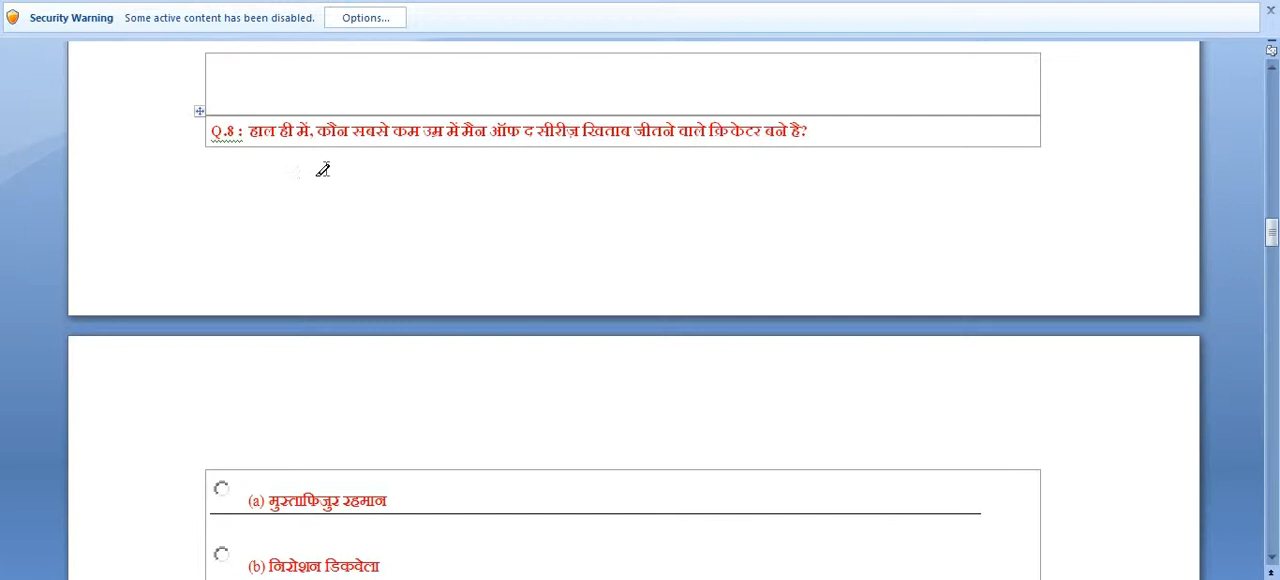 Security Warning Some active content has been disabled. Options...
Q.8 : हाल ही में, कौन सबसे कम उम्र में मैन ऑफ द सीरीज़ खिताब जीतने वाले क्रिकेटर बने है?
(a) मुस्ताफिजुर रहमान
(b) निरोशन डिकवेला